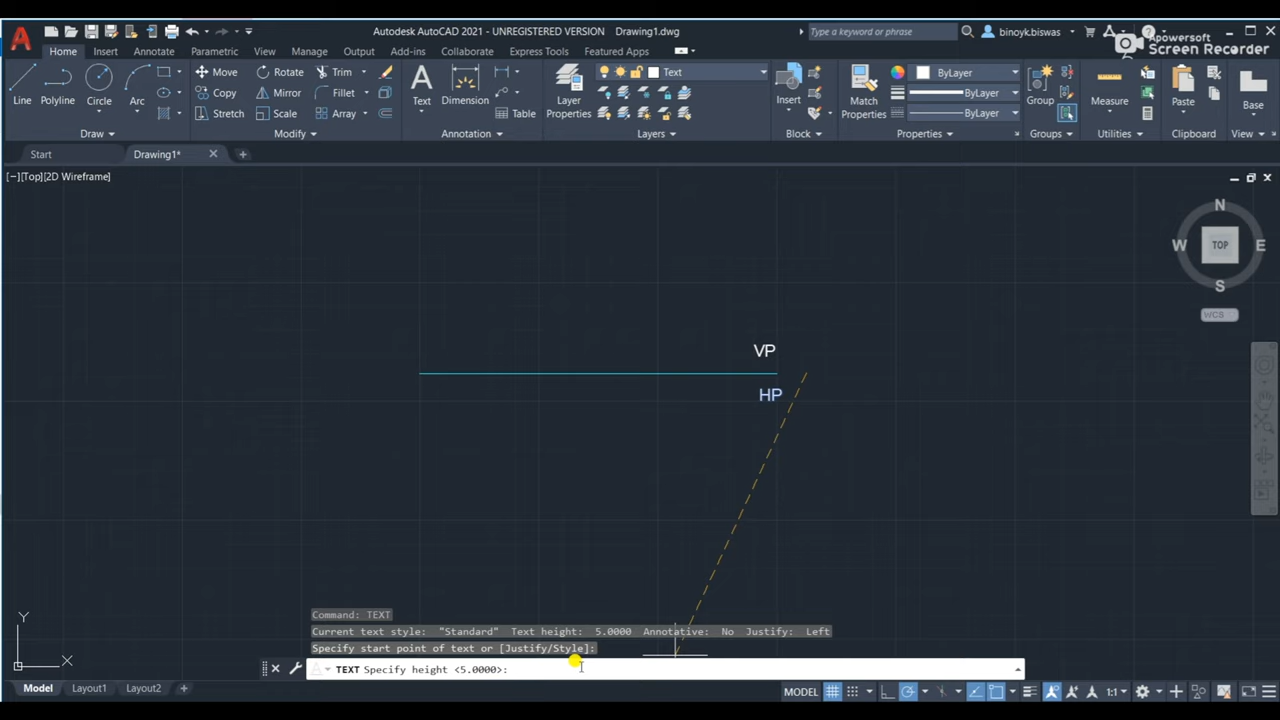 Autodesk AutoCAD 2021 - UNREGISTERED VERSION Drawing1.dwg
Type a keyword or phrase
binoyk.biswas
Apowersoft
Screen Recorder
Home Insert Annotate Parametric View Manage Output Add-ins Collaborate Express Tools Featured Apps
Line Polyline Circle Arc
Move Rotate Trim
Copy Mirror Fillet
Stretch Scale Array
Text Dimension Table
Layer Properties
Text
Insert
Match Properties
ByLayer
ByLayer
ByLayer
Group
Measure
Paste
Base
Draw Modify Annotation Layers Block Properties Groups Utilities Clipboard View
Start Drawing1*
[−][Top][2D Wireframe]
N
W TOP E
S
WCS
VP
HP
Y
X
Command: TEXT
Current text style: "Standard" Text height: 5.0000 Annotative: No Justify: Left
Specify start point of text or [Justify/Style]:
TEXT Specify height <5.0000>:
Model Layout1 Layout2
MODEL 1:1